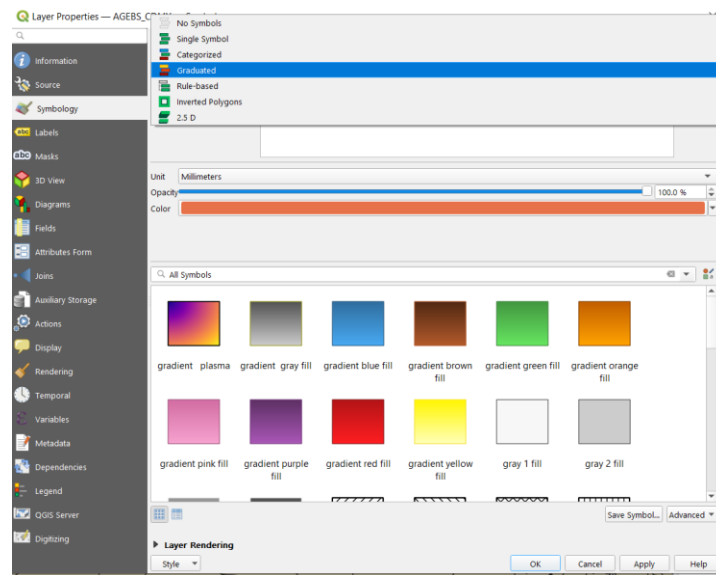 Layer Properties — AGEBS_
No Symbols
Single Symbol
Categorized
Graduated
Rule-based
Inverted Polygons
2.5 D
Information
Source
Symbology
abc Labels
abc Masks
3D View
Diagrams
Fields
Attributes Form
Joins
Auxiliary Storage
Actions
Display
Rendering
Temporal
Variables
Metadata
Dependencies
Legend
QGIS Server
Digitizing
Unit Millimeters
Opacity 100.0 %
Color
All Symbols
gradient plasma
gradient gray fill
gradient blue fill
gradient brown fill
gradient green fill
gradient orange fill
gradient pink fill
gradient purple fill
gradient red fill
gradient yellow fill
gray 1 fill
gray 2 fill
Save Symbol... Advanced
Layer Rendering
Style OK Cancel Apply Help